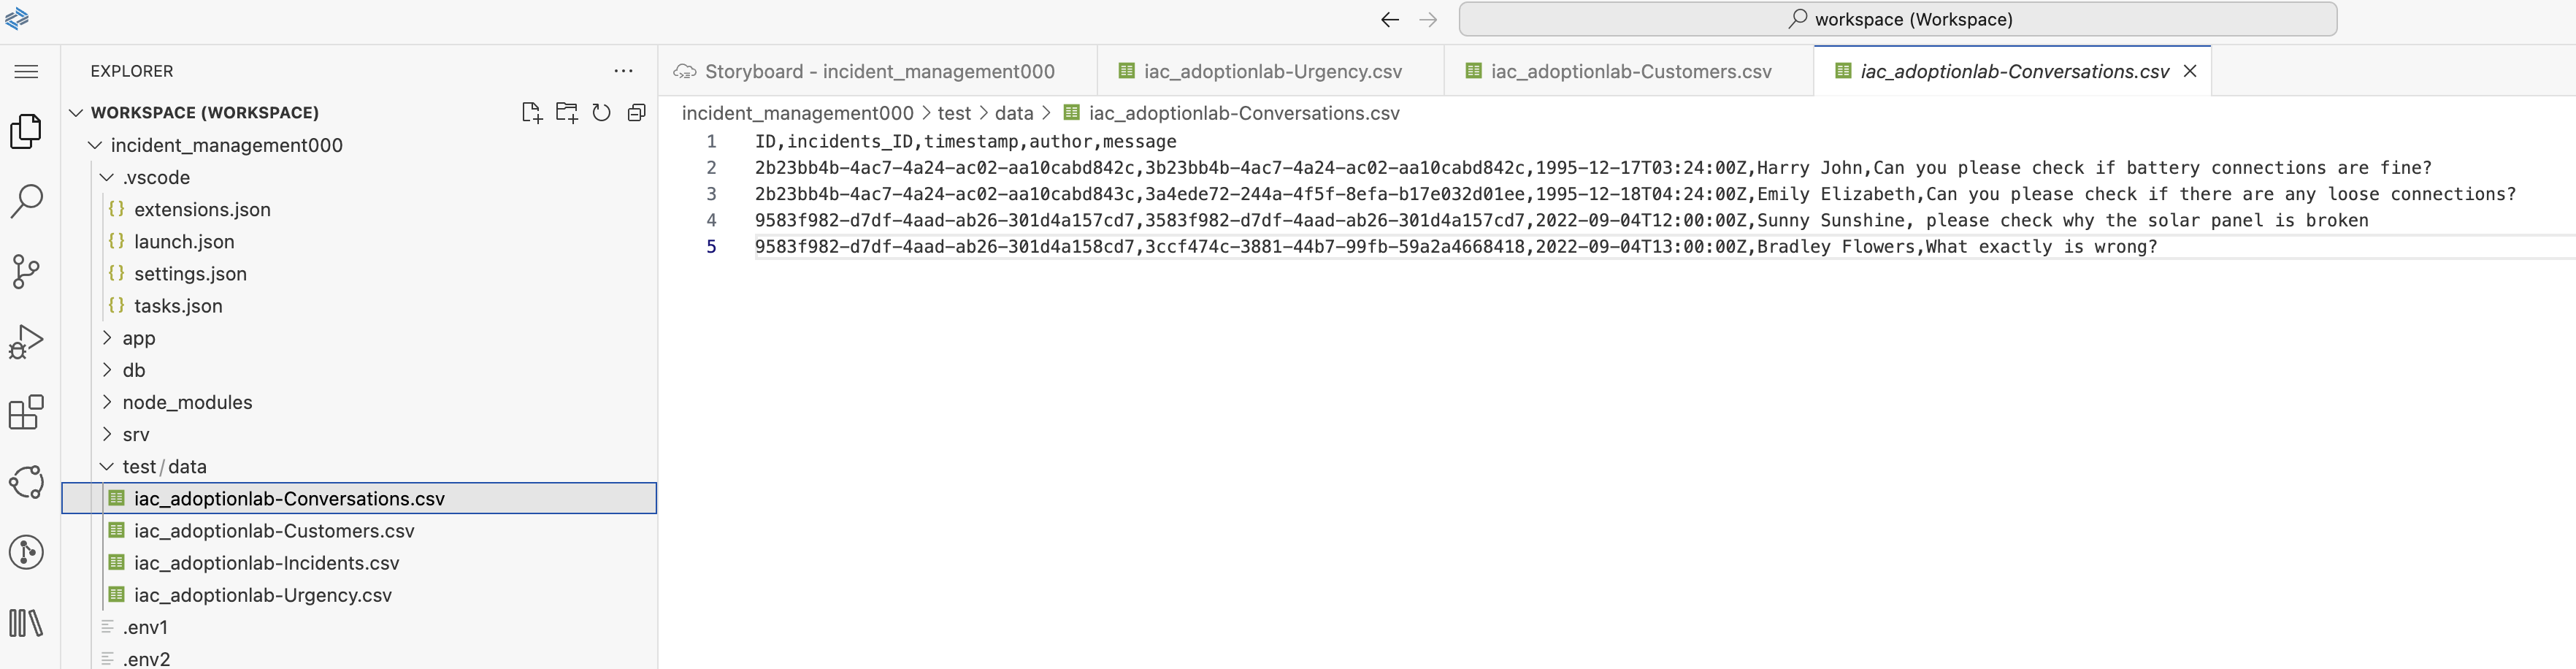 workspace (Workspace)
EXPLORER
WORKSPACE (WORKSPACE)
incident_management000
.vscode
extensions.json
launch.json
settings.json
tasks.json
app
db
node_modules
srv
test/data
iac_adoptionlab-Conversations.csv
iac_adoptionlab-Customers.csv
iac_adoptionlab-Incidents.csv
iac_adoptionlab-Urgency.csv
.env1
.env2
Storyboard - incident_management000
iac_adoptionlab-Urgency.csv
iac_adoptionlab-Customers.csv
iac_adoptionlab-Conversations.csv
incident_management000 > test > data > iac_adoptionlab-Conversations.csv
1 ID,incidents_ID,timestamp,author,message
2 2b23bb4b-4ac7-4a24-ac02-aa10cabd842c,3b23bb4b-4ac7-4a24-ac02-aa10cabd842c,1995-12-17T03:24:00Z,Harry John,Can you please check if battery connections are fine?
3 2b23bb4b-4ac7-4a24-ac02-aa10cabd843c,3a4ede72-244a-4f5f-8efa-b17e032d01ee,1995-12-18T04:24:00Z,Emily Elizabeth,Can you please check if there are any loose connections?
4 9583f982-d7df-4aad-ab26-301d4a157cd7,3583f982-d7df-4aad-ab26-301d4a157cd7,2022-09-04T12:00:00Z,Sunny Sunshine, please check why the solar panel is broken
5 9583f982-d7df-4aad-ab26-301d4a158cd7,3ccf474c-3881-44b7-99fb-59a2a4668418,2022-09-04T13:00:00Z,Bradley Flowers,What exactly is wrong?